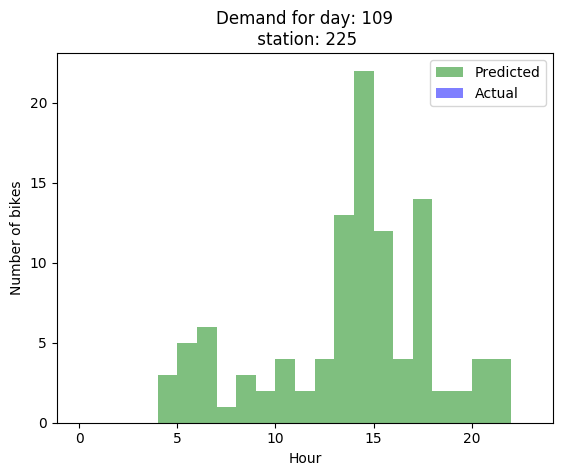 Demand for day: 109
station: 225
Predicted
Actual
Number of bikes
20
15
10
5
0
0
5
10
15
20
Hour